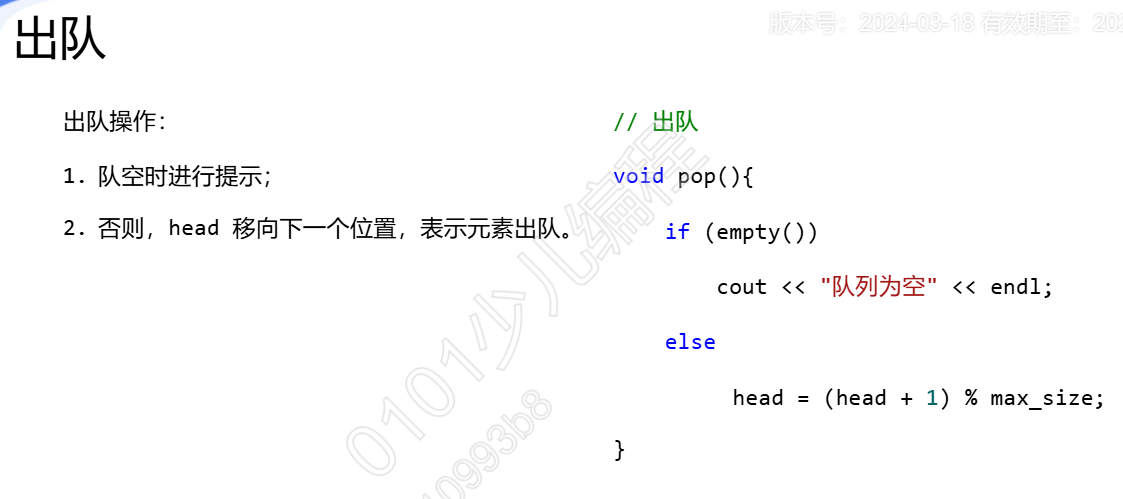 出队
版本号：2024-03-18 有效期至：202
出队操作：
1. 队空时进行提示；
2. 否则，head 移向下一个位置，表示元素出队。
// 出队
void pop(){
if (empty())
cout << "队列为空" << endl;
else
head = (head + 1) % max_size;
}
0101少儿编程
10993b8